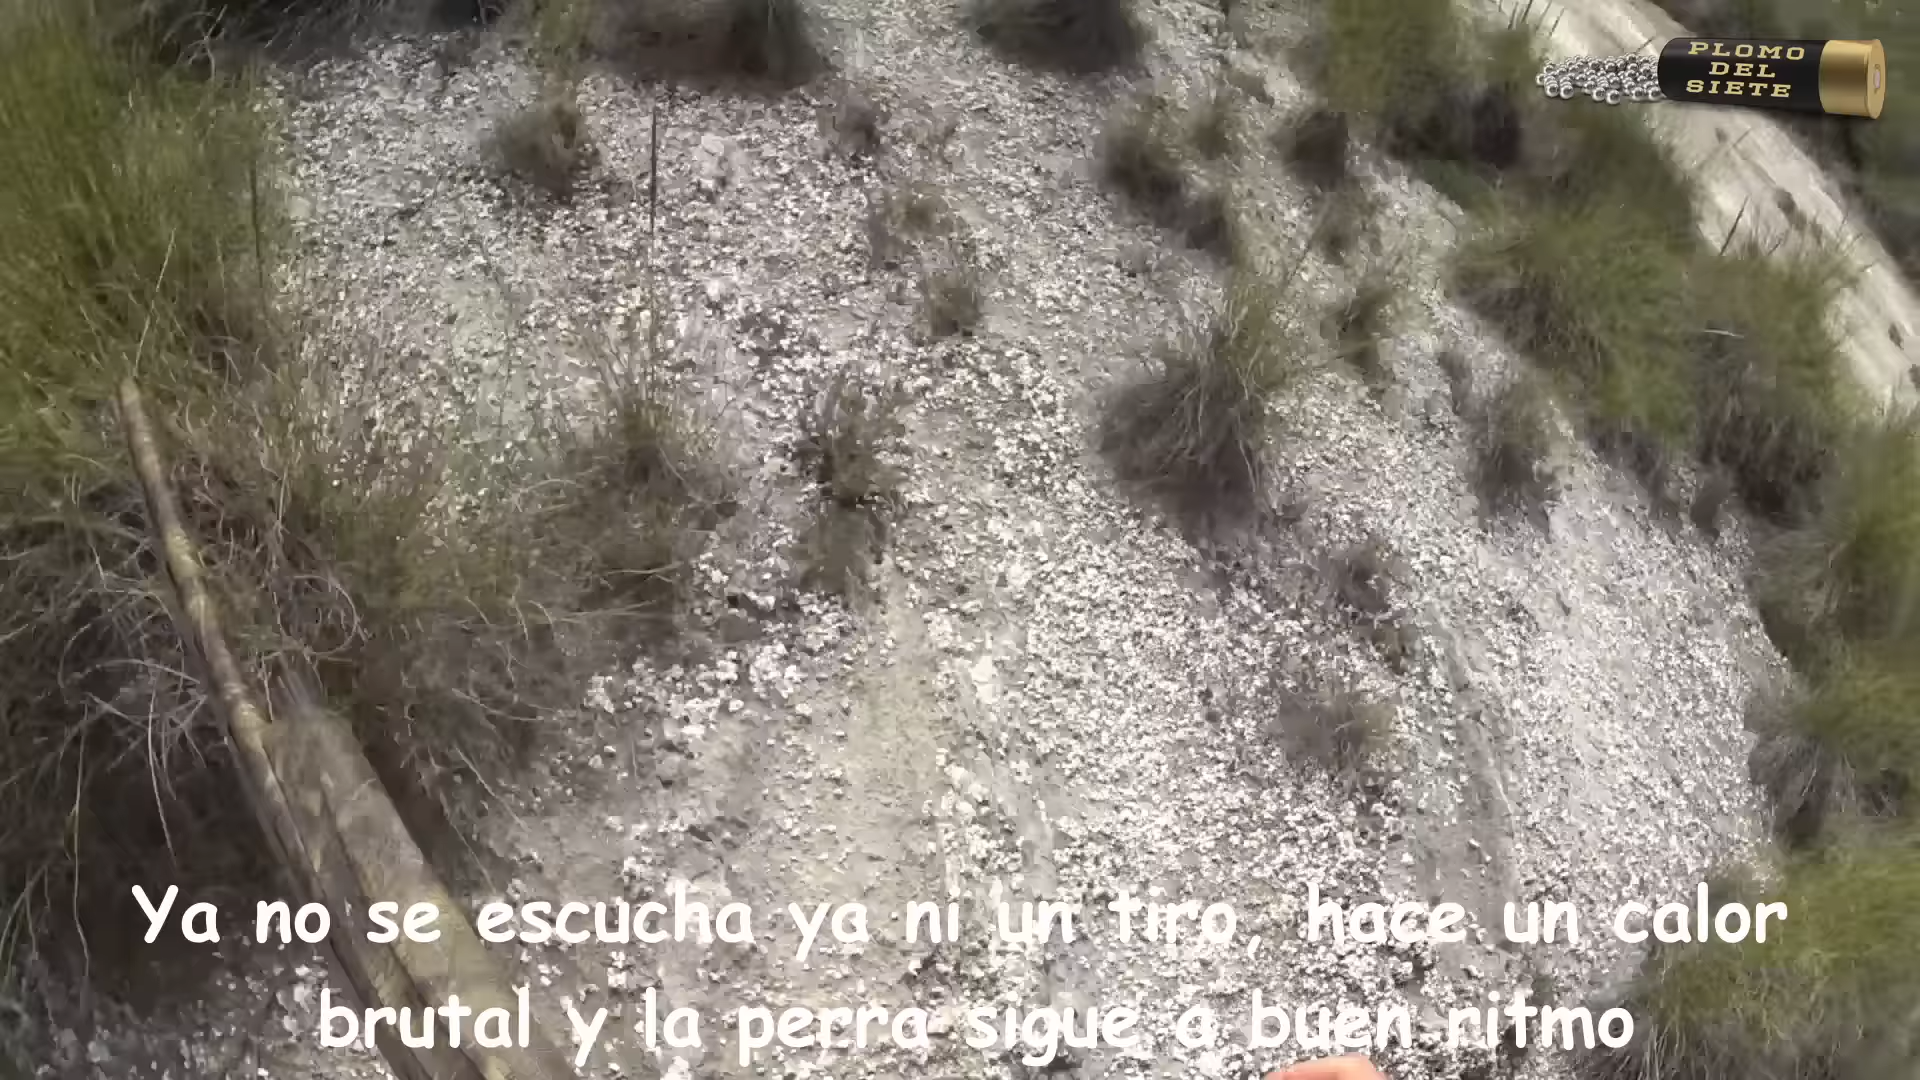 PLOMO
DEL
SIETE
Ya no se escucha ya ni un tiro, hace un calor
brutal y la perra sigue a buen ritmo